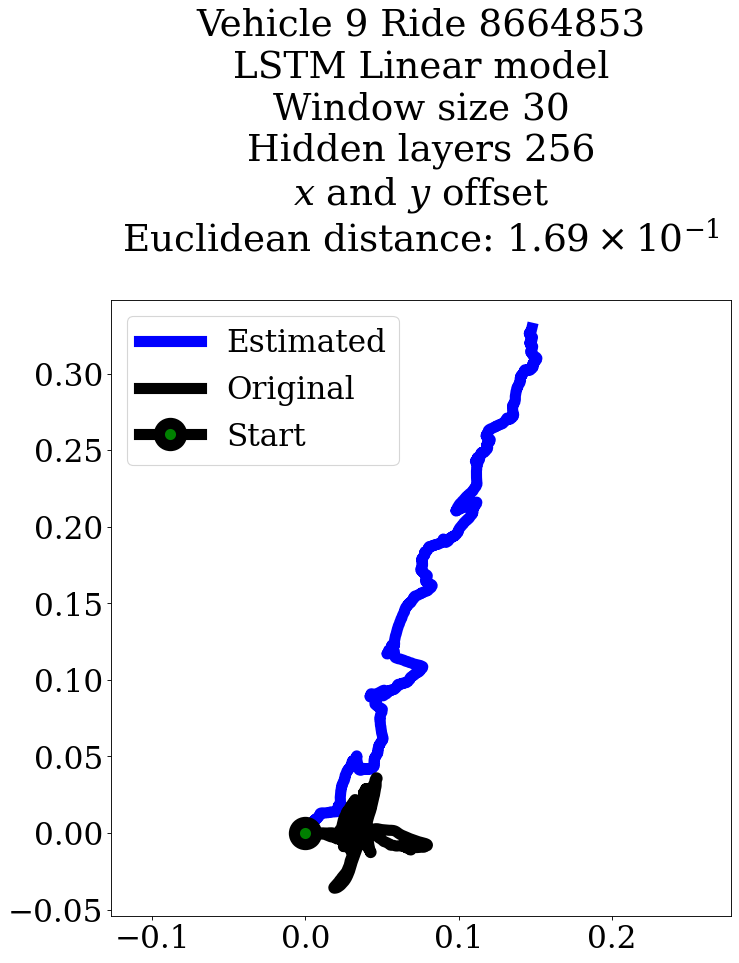 Vehicle 9 Ride 8664853
LSTM Linear model
Window size 30
Hidden layers 256
x and y offset
Euclidean distance: 1.69 × 10⁻¹
Estimated
Original
Start
0.30
0.25
0.20
0.15
0.10
0.05
0.00
−0.05
−0.1 0.0 0.1 0.2